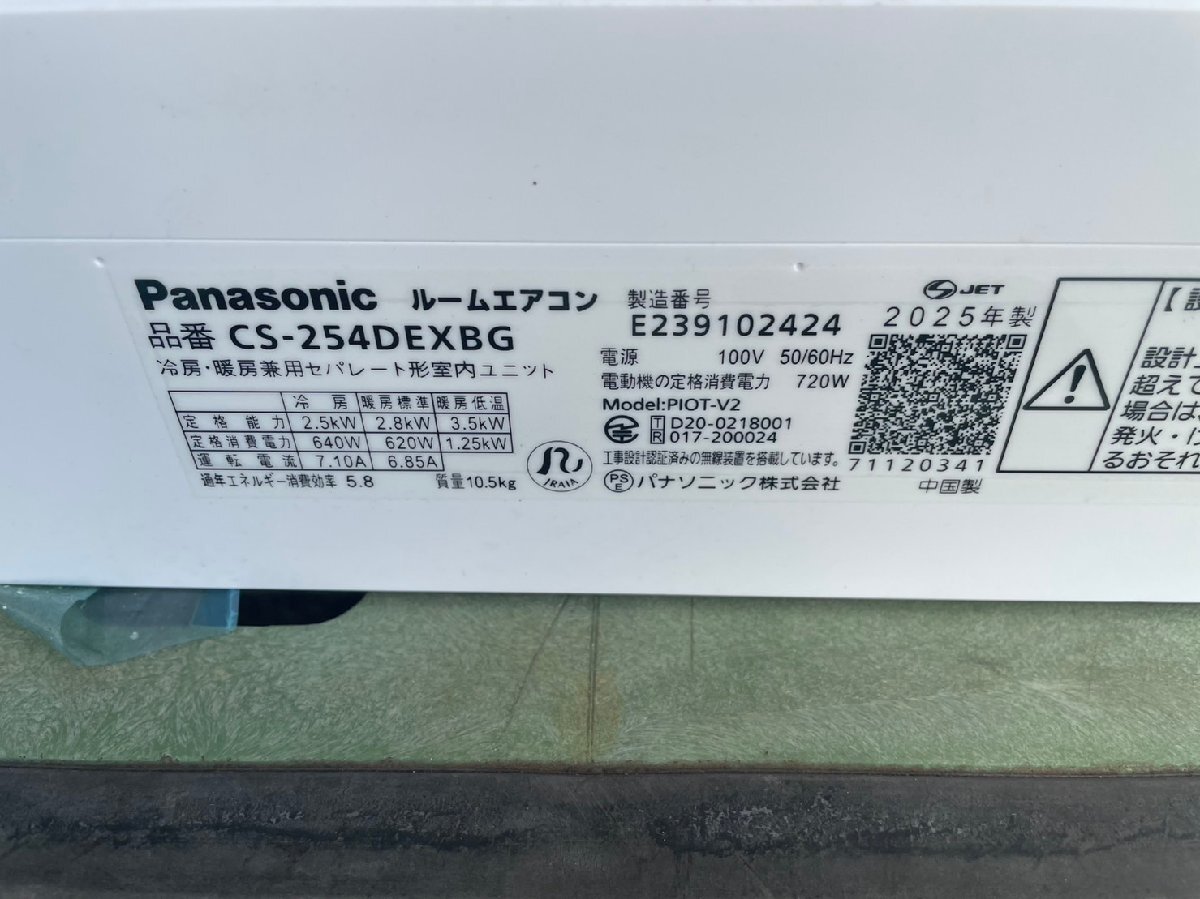 Panasonic ルームエアコン
品番 CS-254DEXBG
冷房・暖房兼用セパレート形室内ユニット
冷房 暖房標準 暖房低温
定格能力 2.5kW 2.8kW 3.5kW
定格消費電力 640W 620W 1.25kW
運転電流 7.10A 6.85A
通年エネルギー消費効率 5.8 質量10.5kg
JRAIA
製造番号
E239102424
電源 100V 50/60Hz
電動機の定格消費電力 720W
Model:PIOT-V2
T D20-0218001
R 017-200024
工事設計認証済みの無線装置を搭載しています。
PSE パナソニック株式会社
JET
2025年製
71120341
中国製
【設
設計上
超えて
場合は
発火・
るおそれ